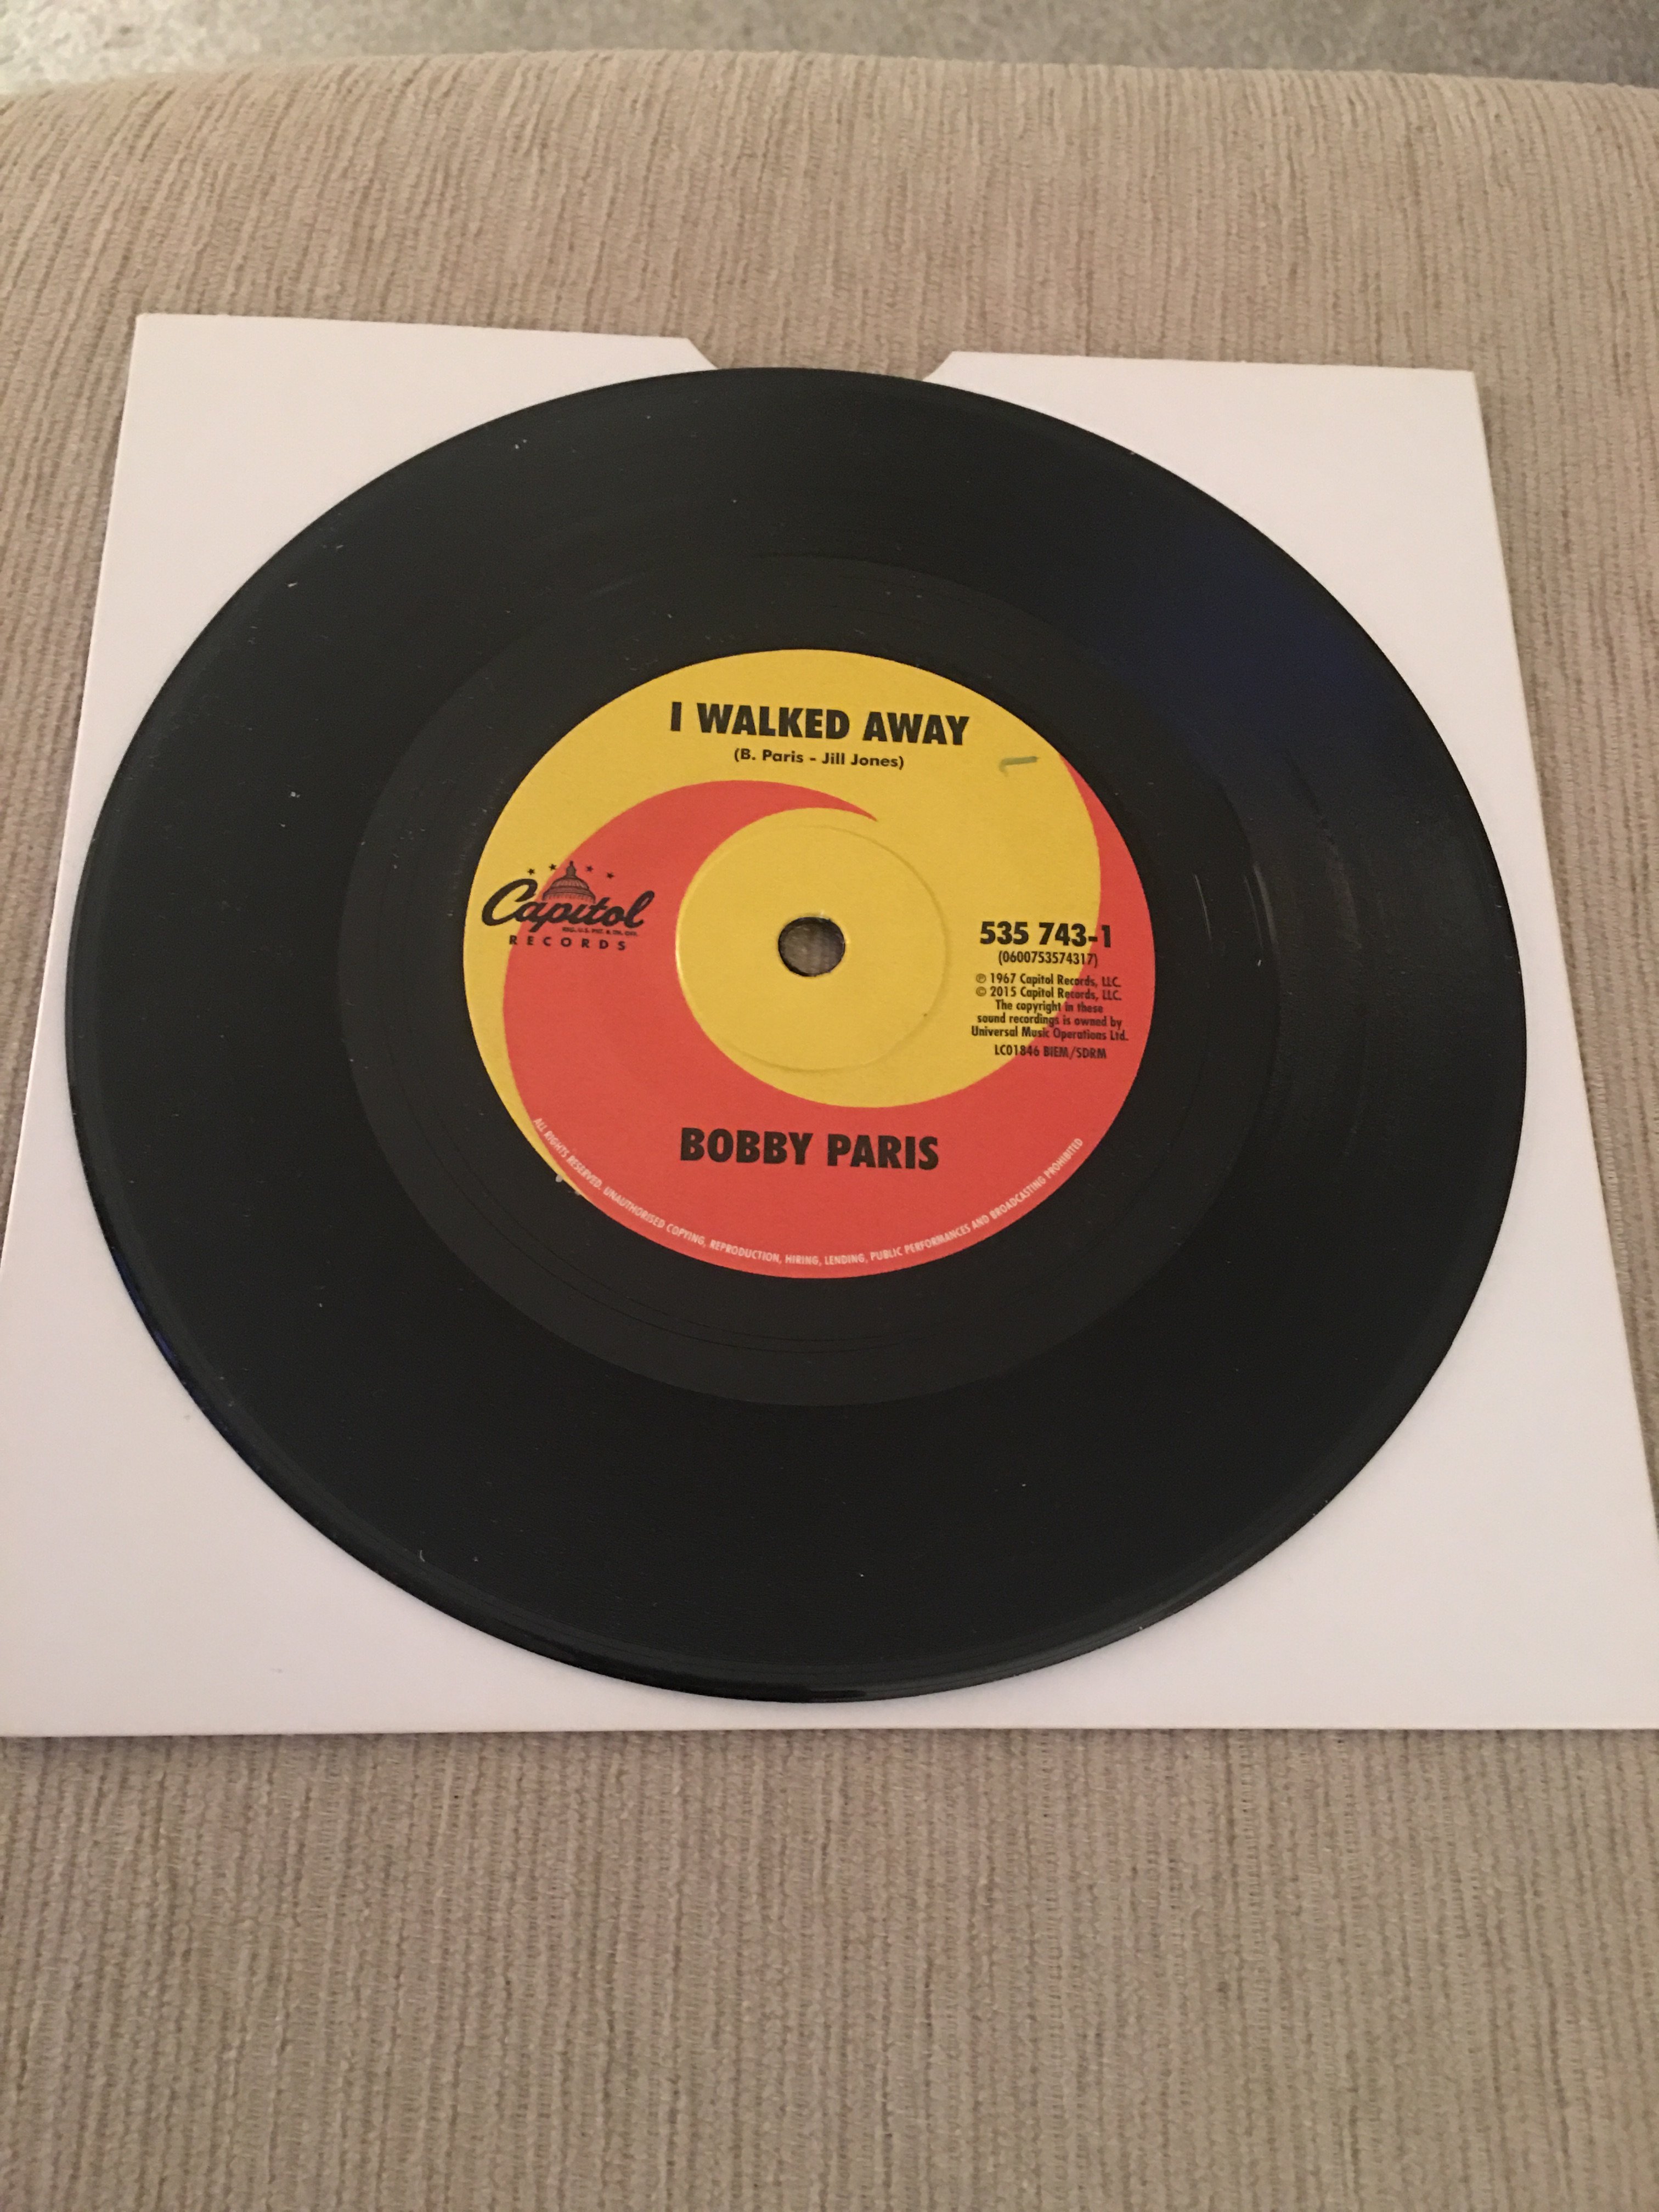 I WALKED AWAY
(B. Paris - Jill Jones)
Capitol
RECORDS
535 743-1
(0600753574317)
℗ 1967 Capitol Records, LLC.
© 2015 Capitol Records, LLC.
The copyright in these
sound recordings is owned by
Universal Music Operations Ltd.
LC01846 BIEM/SDRM
BOBBY PARIS
ALL RIGHTS RESERVED. UNAUTHORISED COPYING, REPRODUCTION, HIRING, LENDING, PUBLIC PERFORMANCES AND BROADCASTING PROHIBITED